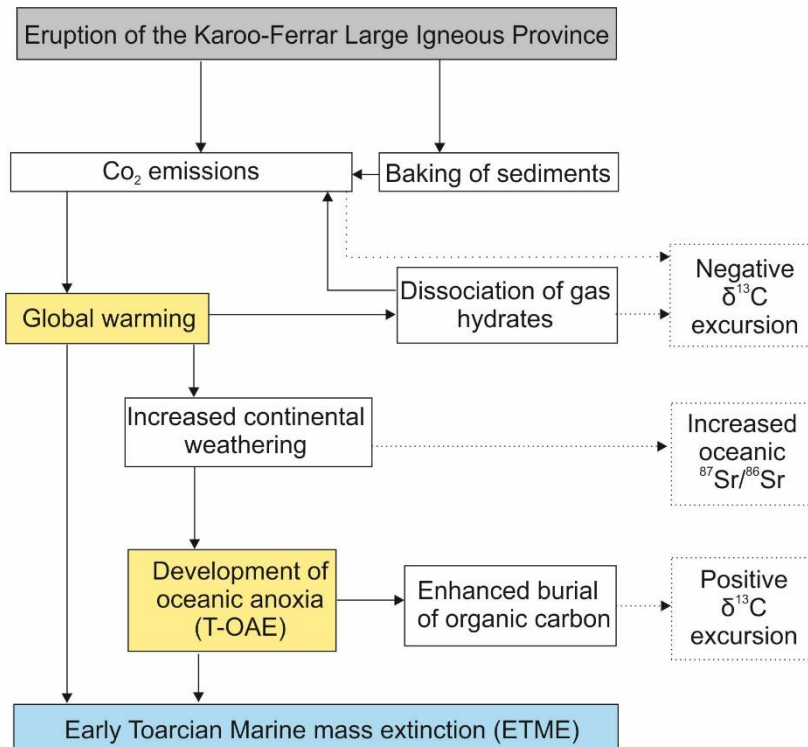 Eruption of the Karoo-Ferrar Large Igneous Province
Co₂ emissions
Baking of sediments
Dissociation of gas
hydrates
Negative
δ¹³C
excursion
Global warming
Increased continental
weathering
Increased
oceanic
⁸⁷Sr/⁸⁶Sr
Development of
oceanic anoxia
(T-OAE)
Enhanced burial
of organic carbon
Positive
δ¹³C
excursion
Early Toarcian Marine mass extinction (ETME)